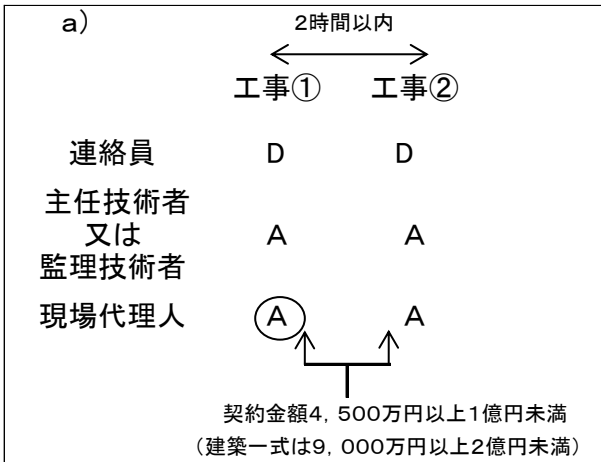 a)
2時間以内
工事① 工事②
連絡員 D D
主任技術者
又は A A
監理技術者
現場代理人 A A
契約金額4,500万円以上1億円未満
(建築一式は9,000万円以上2億円未満)